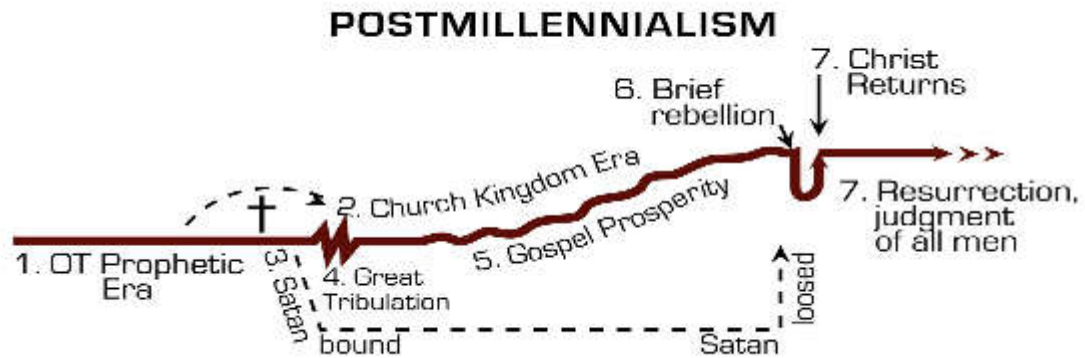 POSTMILLENNIALISM
7. Christ
Returns
6. Brief
rebellion
2. Church Kingdom Era
5. Gospel Prosperity
7. Resurrection,
judgment
of all men
1. OT Prophetic
Era
3. Satan
4. Great
Tribulation
bound
Satan
loosed